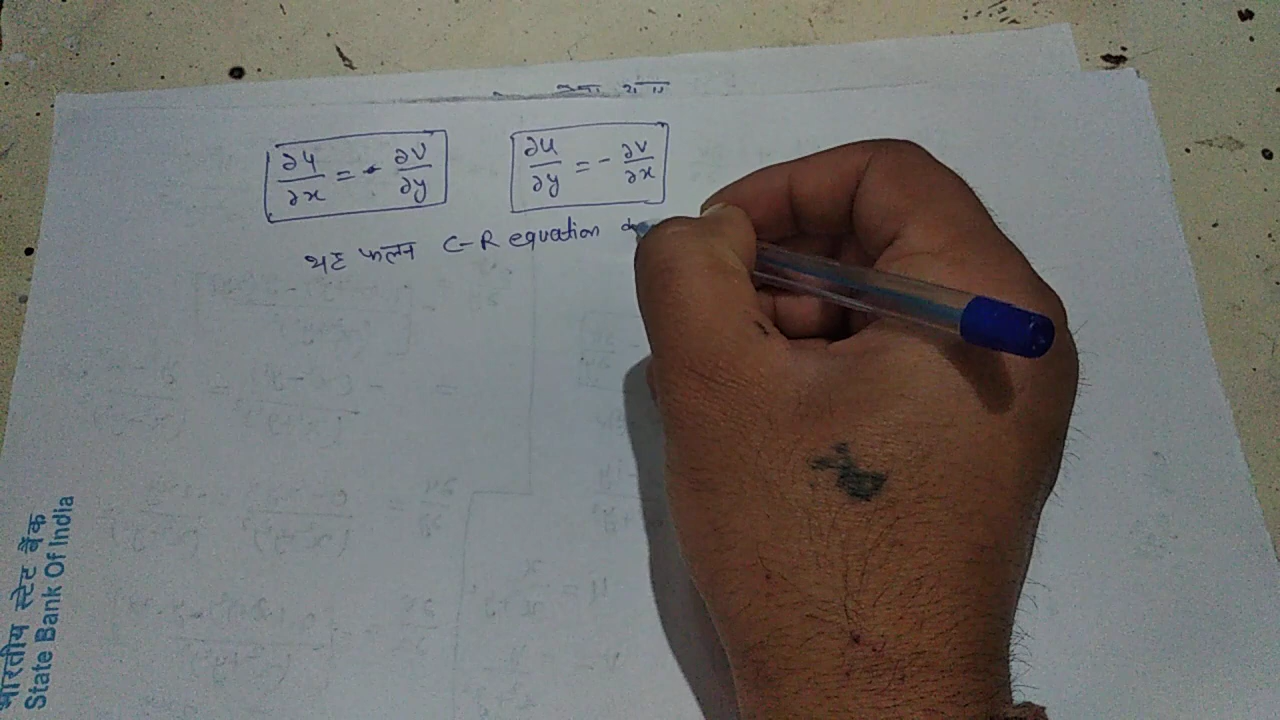 ∂u/∂x = ∂v/∂y    ∂u/∂y = - ∂v/∂x
यह फलन C-R equation
भारतीय स्टेट बैंक
State Bank Of India